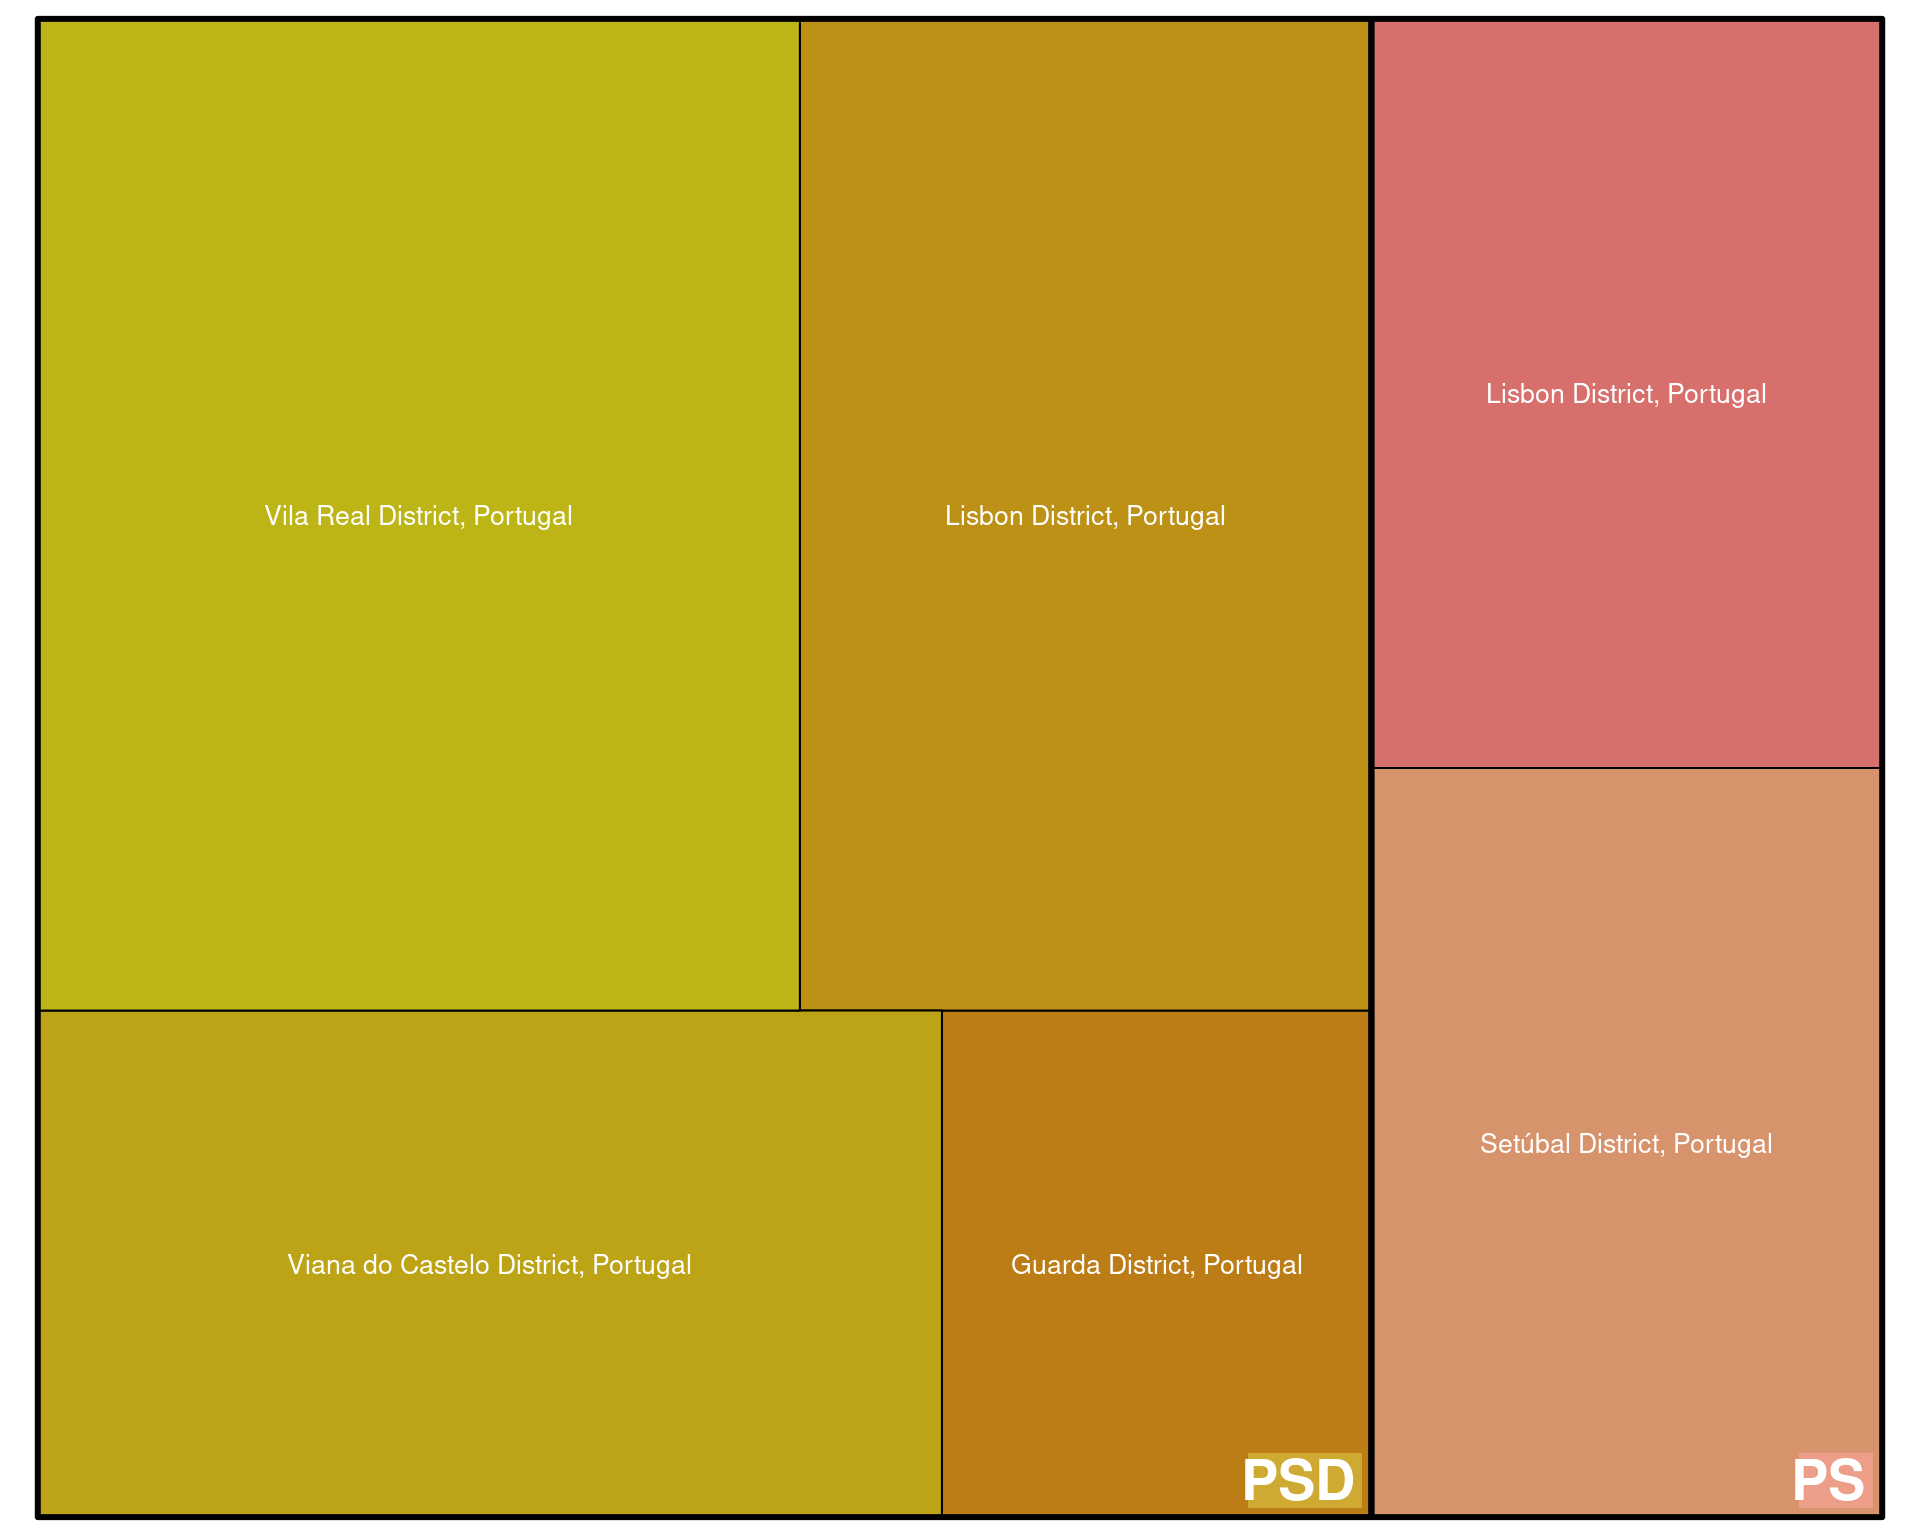 Lisbon District, Portugal
Vila Real District, Portugal
Lisbon District, Portugal
Setúbal District, Portugal
Viana do Castelo District, Portugal
Guarda District, Portugal
PSD
PS